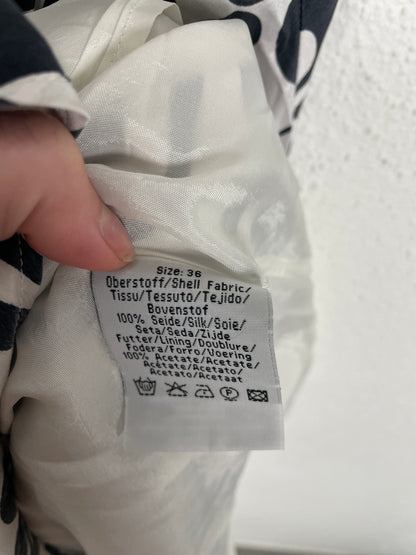 Size: 36
Oberstoff/Shell Fabric/
Tissu/Tessuto/Tejido/
Bovenstof
100% Seide/Silk/Soie/
Seta/Seda/Zijde
Futter/Lining/Doublure/
Fodera/Forro/Voering
100% Acetate/Acetate/
Acétate/Acetato/
Acetato/Acetaat
P